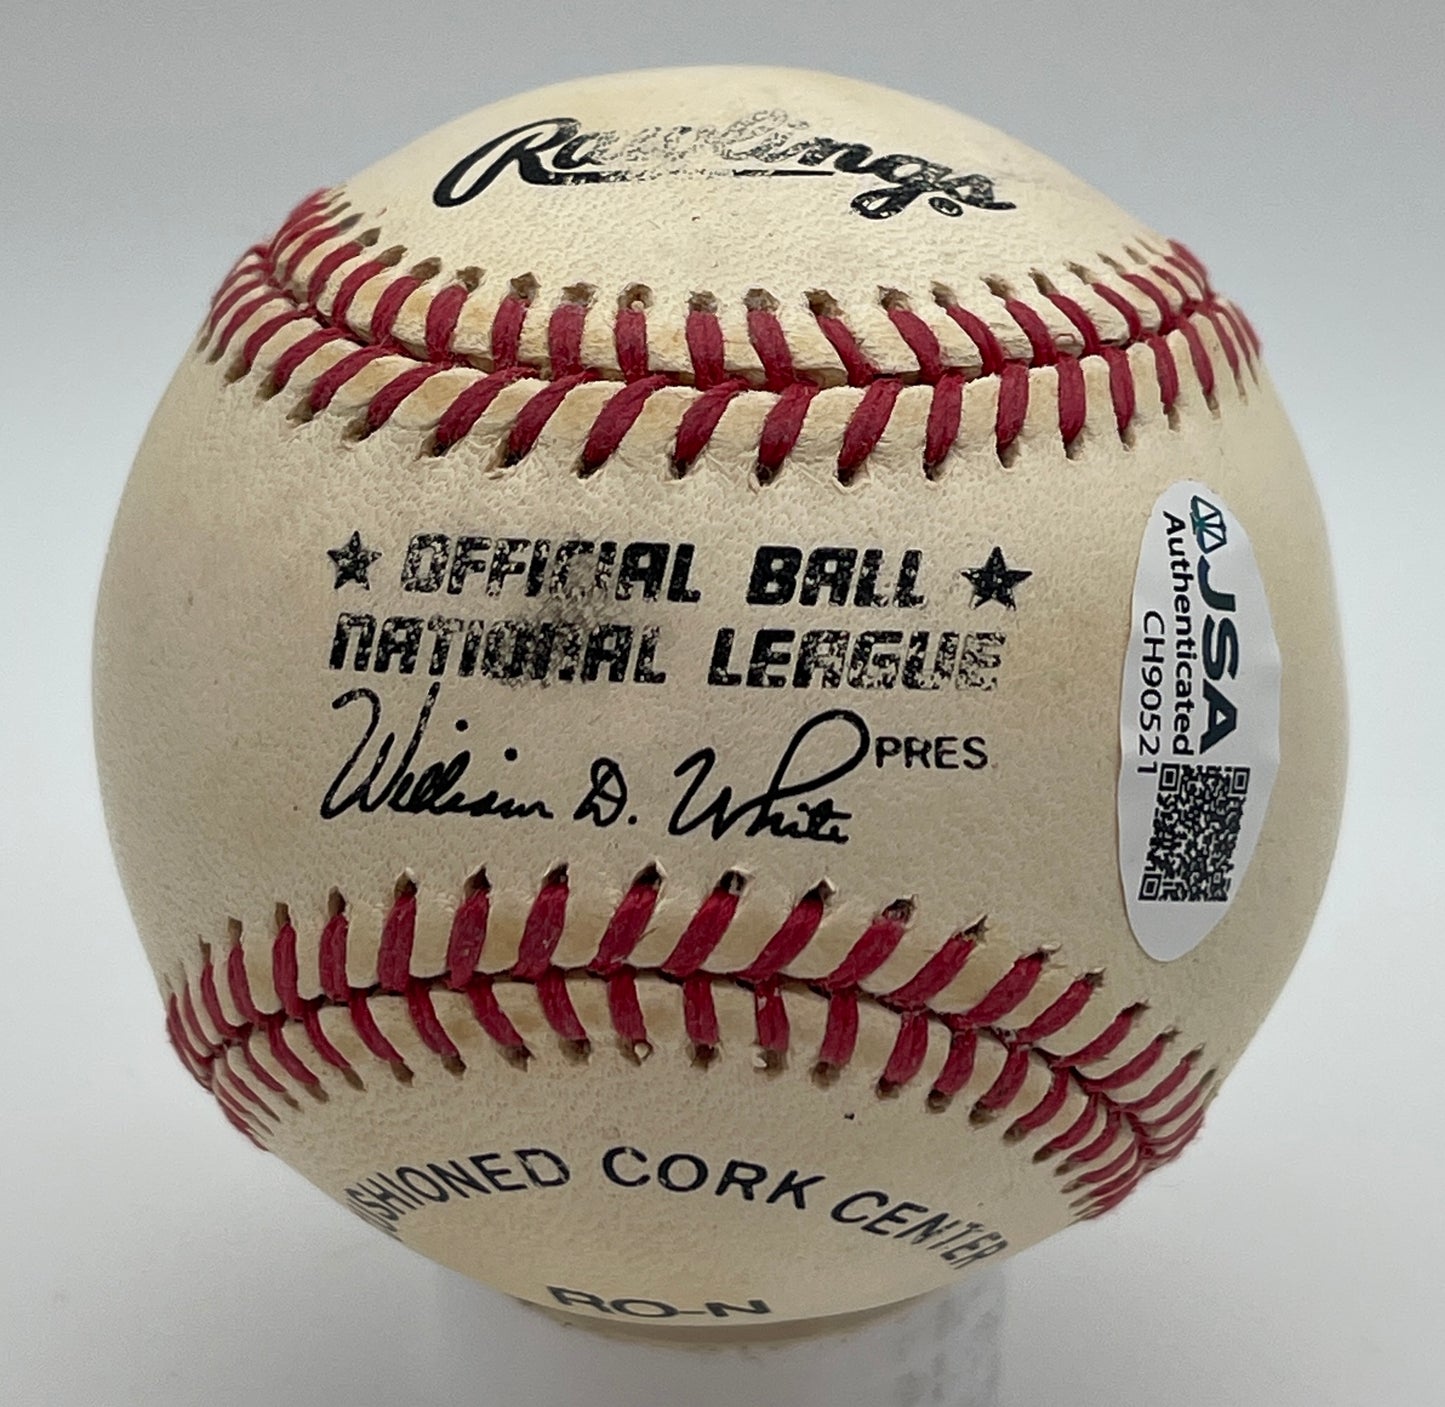 Rawlings®
★ OFFICIAL BALL ★
NATIONAL LEAGUE
William D. White PRES.
CUSHIONED CORK CENTER
RO-N
JSA
Authenticated
CH90521